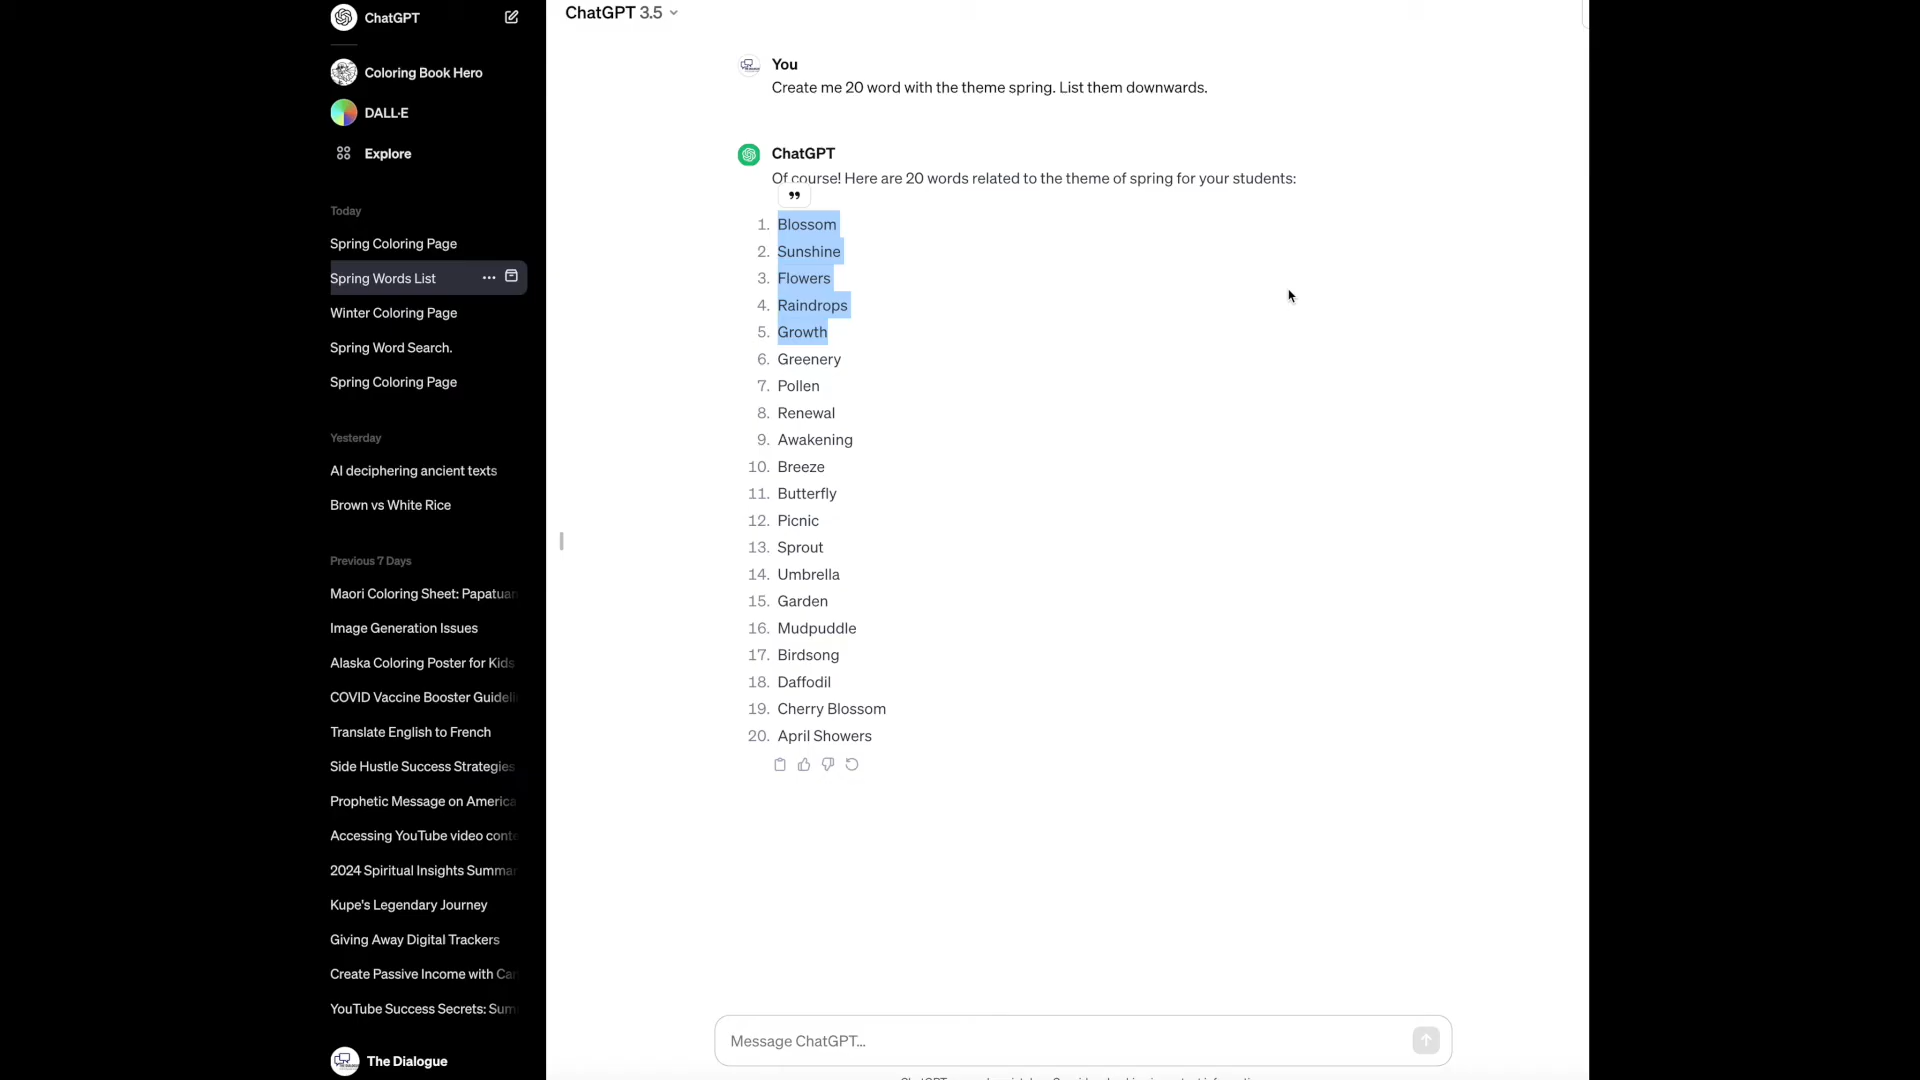 ChatGPT
Coloring Book Hero
DALL·E
Explore
Today
Spring Coloring Page
Spring Words List
Winter Coloring Page
Spring Word Search.
Spring Coloring Page
Yesterday
AI deciphering ancient texts
Brown vs White Rice
Previous 7 Days
Maori Coloring Sheet: Papatuan
Image Generation Issues
Alaska Coloring Poster for Kids
COVID Vaccine Booster Guideli
Translate English to French
Side Hustle Success Strategies
Prophetic Message on America
Accessing YouTube video conte
2024 Spiritual Insights Summar
Kupe's Legendary Journey
Giving Away Digital Trackers
Create Passive Income with Can
YouTube Success Secrets: Sum
The Dialogue
ChatGPT 3.5
You
Create me 20 word with the theme spring. List them downwards.
ChatGPT
Of course! Here are 20 words related to the theme of spring for your students:
1. Blossom
2. Sunshine
3. Flowers
4. Raindrops
5. Growth
6. Greenery
7. Pollen
8. Renewal
9. Awakening
10. Breeze
11. Butterfly
12. Picnic
13. Sprout
14. Umbrella
15. Garden
16. Mudpuddle
17. Birdsong
18. Daffodil
19. Cherry Blossom
20. April Showers
Message ChatGPT...